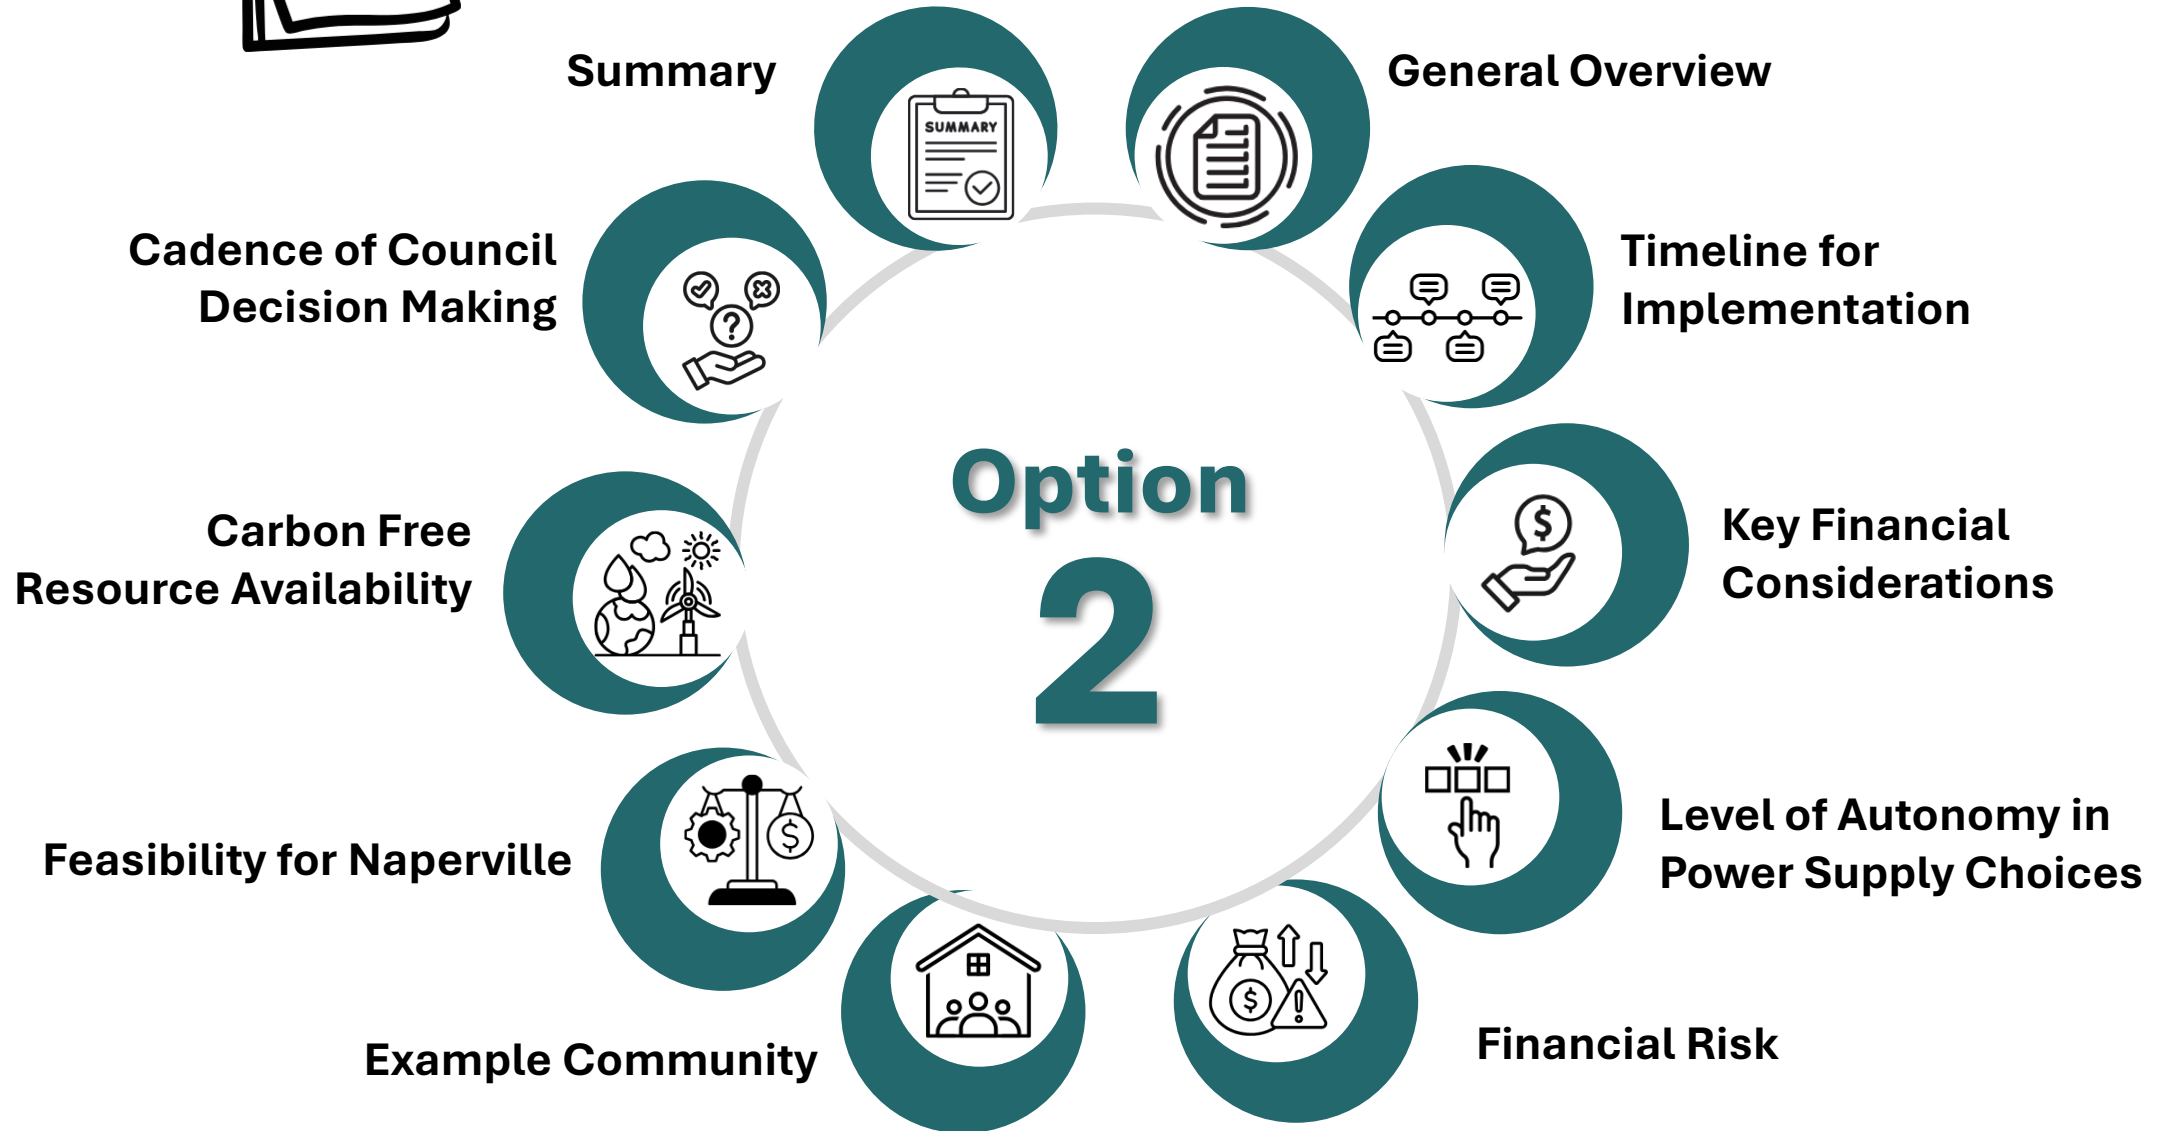 Summary
General Overview
SUMMARY
Cadence of Council
Decision Making
Timeline for
Implementation
?
Option
2
Carbon Free
Resource Availability
$
Key Financial
Considerations
Feasibility for Naperville
$
Level of Autonomy in
Power Supply Choices
Example Community
$
!
Financial Risk